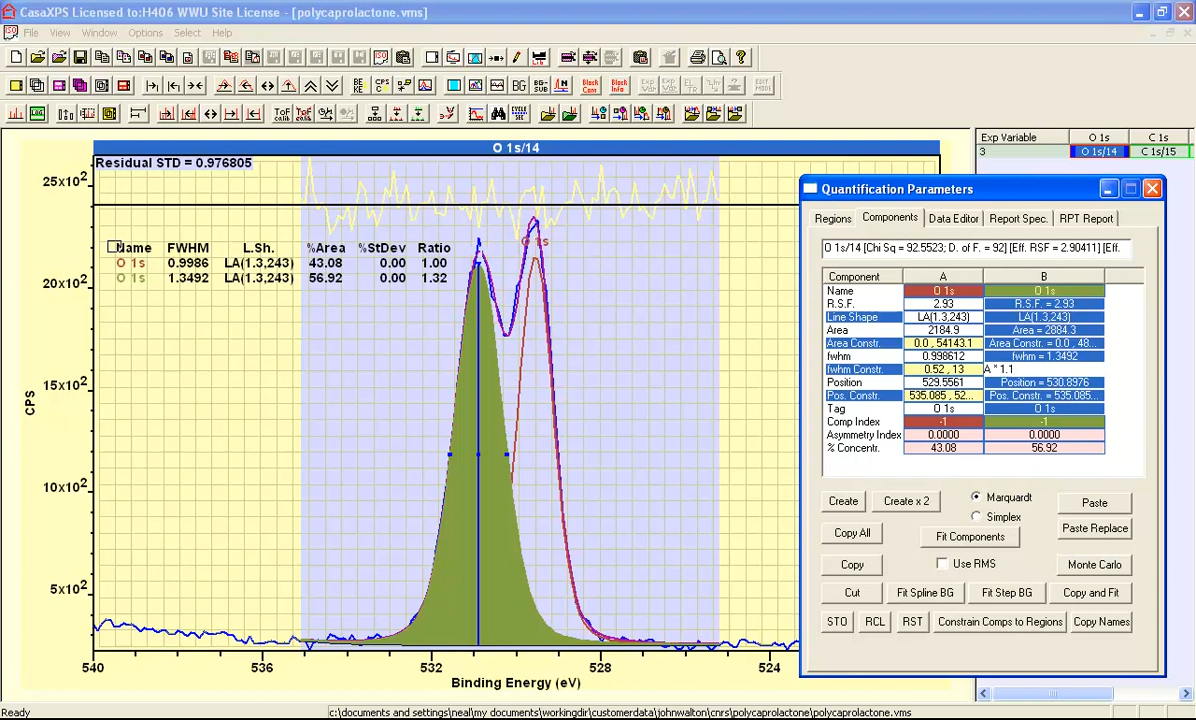 CasaXPS Licensed to:H406 WWU Site License - [polycaprolactone.vms]
File View Window Options Select Help
O 1s/14
Residual STD = 0.976805
25x10²
20x10²
15x10²
10x10²
5x10²
CPS
O 1s
Name FWHM L.Sh. %Area %StDev Ratio
O 1s 0.9986 LA(1.3,243) 43.08 0.00 1.00
O 1s 1.3492 LA(1.3,243) 56.92 0.00 1.32
540 536 532 528 524
Binding Energy (eV)
Exp Variable O 1s C 1s
3 O 1s/14 C 1s/15
Quantification Parameters
Regions Components Data Editor Report Spec. RPT Report
O 1s/14 [Chi Sq = 92.5523; D. of F. = 92] [Eff. RSF = 2.90411] [Eff.
Component A B
Name O 1s O 1s
R.S.F. 2.93 R.S.F. = 2.93
Line Shape LA(1.3,243) LA(1.3,243)
Area 2184.9 Area = 2884.3
Area Constr. 0.0 , 54143.1 Area Constr. = 0.0 , 48...
fwhm 0.998612 fwhm = 1.3492
fwhm Constr. 0.52 , 13 A * 1.1
Position 529.5561 Position = 530.8976
Pos. Constr. 535.085 , 52... Pos. Constr. = 535.085...
Tag O 1s O 1s
Comp Index -1 -1
Asymmetry Index 0.0000 0.0000
% Concentr. 43.08 56.92
Create Create x 2 Marquardt Paste
Simplex
Copy All Fit Components Paste Replace
Copy Use RMS Monte Carlo
Cut Fit Spline BG Fit Step BG Copy and Fit
STO RCL RST Constrain Comps to Regions Copy Names
Ready c:\documents and settings\neal\my documents\workingdir\customerdata\johnwalton\cnrs\polycaprolactone\polycaprolactone.vms